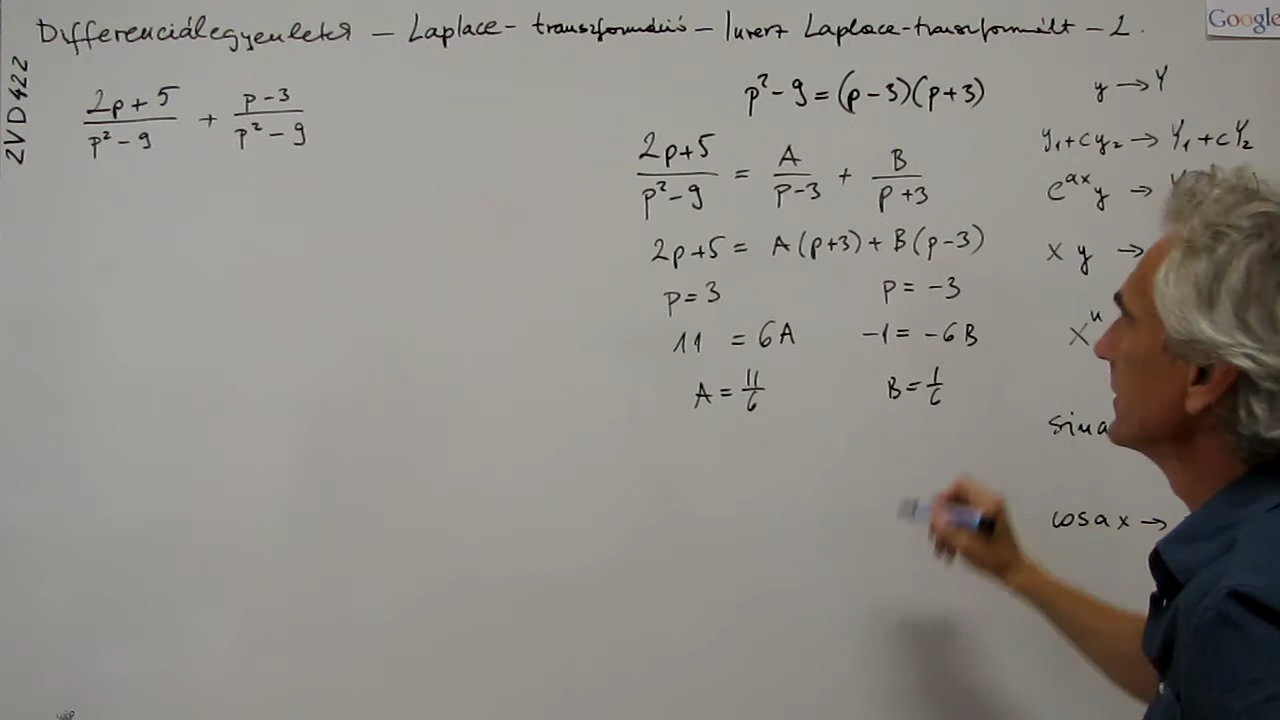 Differenciálegyenletek – Laplace-transzformáció – Inverz Laplace-transzformált – 2.
Google
2VD422
(2p+5)/(p²-9) + (p-3)/(p²-9)
p²-9=(p-3)(p+3)
(2p+5)/(p²-9) = A/(p-3) + B/(p+3)
2p+5 = A(p+3)+B(p-3)
p=3 p=-3
11 = 6A -1= -6B
A=11/6 B=1/6
y → Y
y₁+cy₂ → Y₁+cY₂
e^(ax) y →
x y →
x^n
sin a
cos a x →